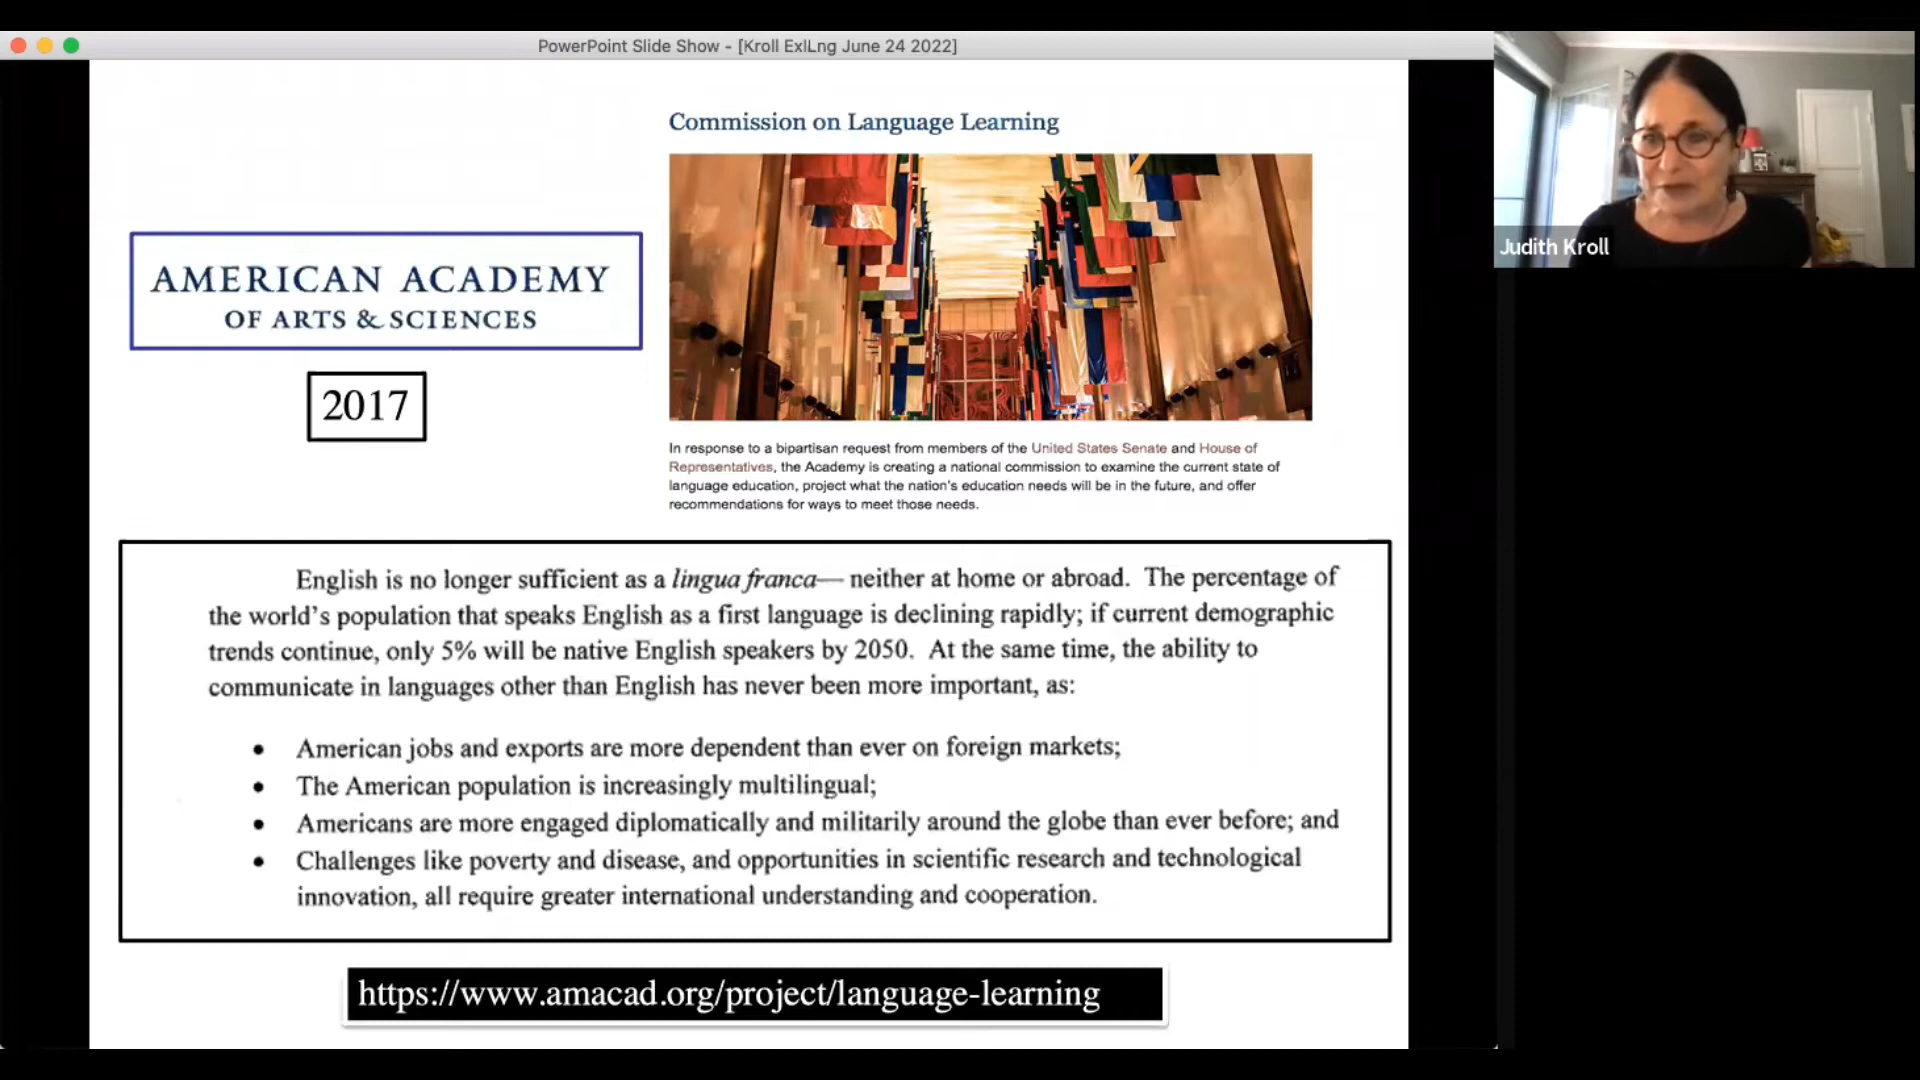 PowerPoint Slide Show - [Kroll ExlLng June 24 2022]
Commission on Language Learning
AMERICAN ACADEMY
OF ARTS & SCIENCES
2017
In response to a bipartisan request from members of the United States Senate and House of
Representatives, the Academy is creating a national commission to examine the current state of
language education, project what the nation's education needs will be in the future, and offer
recommendations for ways to meet those needs.
English is no longer sufficient as a lingua franca— neither at home or abroad. The percentage of
the world's population that speaks English as a first language is declining rapidly; if current demographic
trends continue, only 5% will be native English speakers by 2050. At the same time, the ability to
communicate in languages other than English has never been more important, as:
• American jobs and exports are more dependent than ever on foreign markets;
• The American population is increasingly multilingual;
• Americans are more engaged diplomatically and militarily around the globe than ever before; and
• Challenges like poverty and disease, and opportunities in scientific research and technological
innovation, all require greater international understanding and cooperation.
https://www.amacad.org/project/language-learning
Judith Kroll